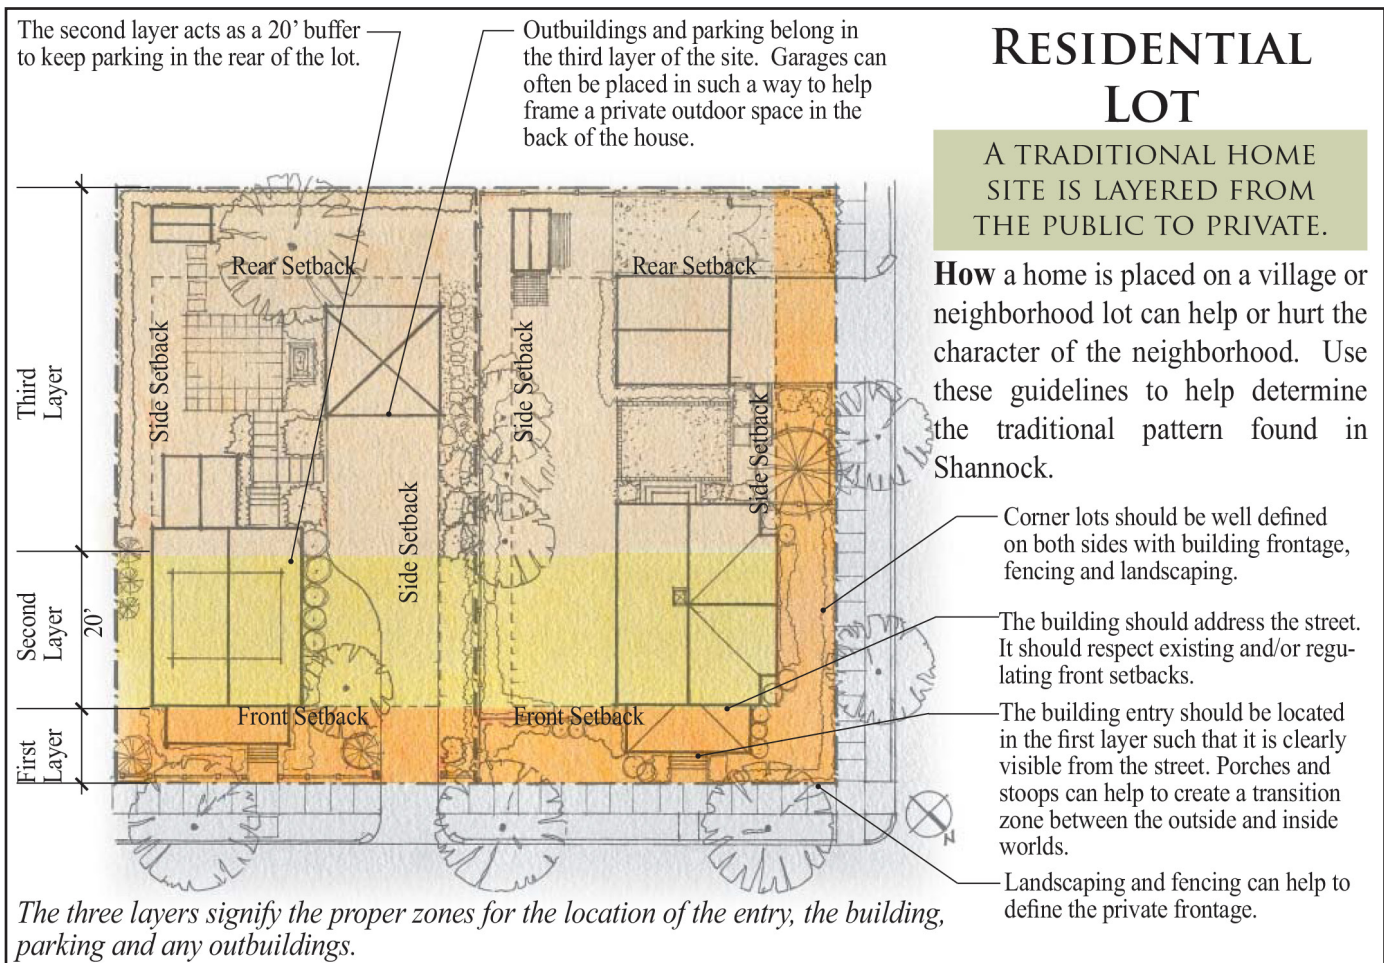 The second layer acts as a 20’ buffer
to keep parking in the rear of the lot.
Outbuildings and parking belong in
the third layer of the site.  Garages can
often be placed in such a way to help
frame a private outdoor space in the
back of the house.
RESIDENTIAL
LOT
A TRADITIONAL HOME
SITE IS LAYERED FROM
THE PUBLIC TO PRIVATE.
How a home is placed on a village or
neighborhood lot can help or hurt the
character of the neighborhood.  Use
these guidelines to help determine
the traditional pattern found in
Shannock.
Rear Setback
Rear Setback
Third
Layer
Side Setback
Side Setback
Side Setback
Side Setback
Second
Layer
20’
First
Layer
Front Setback
Front Setback
Corner lots should be well defined
on both sides with building frontage,
fencing and landscaping.
The building should address the street.
It should respect existing and/or regu-
lating front setbacks.
The building entry should be located
in the first layer such that it is clearly
visible from the street. Porches and
stoops can help to create a transition
zone between the outside and inside
worlds.
N
Landscaping and fencing can help to
define the private frontage.
The three layers signify the proper zones for the location of the entry, the building,
parking and any outbuildings.